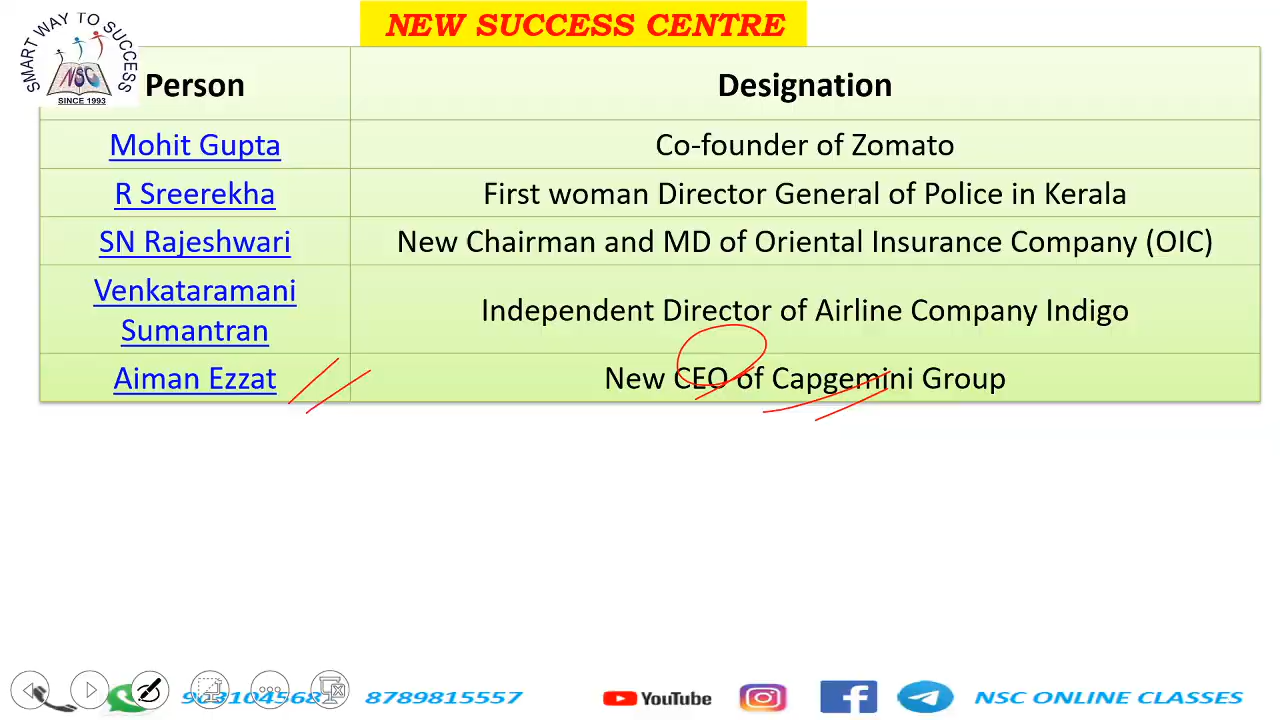 SMART WAY TO SUCCESS
NSC
SINCE 1993
NEW SUCCESS CENTRE
Person Designation
Mohit Gupta Co-founder of Zomato
R Sreerekha First woman Director General of Police in Kerala
SN Rajeshwari New Chairman and MD of Oriental Insurance Company (OIC)
Venkataramani
Sumantran Independent Director of Airline Company Indigo
Aiman Ezzat New CEO of Capgemini Group
8789815557 YouTube NSC ONLINE CLASSES